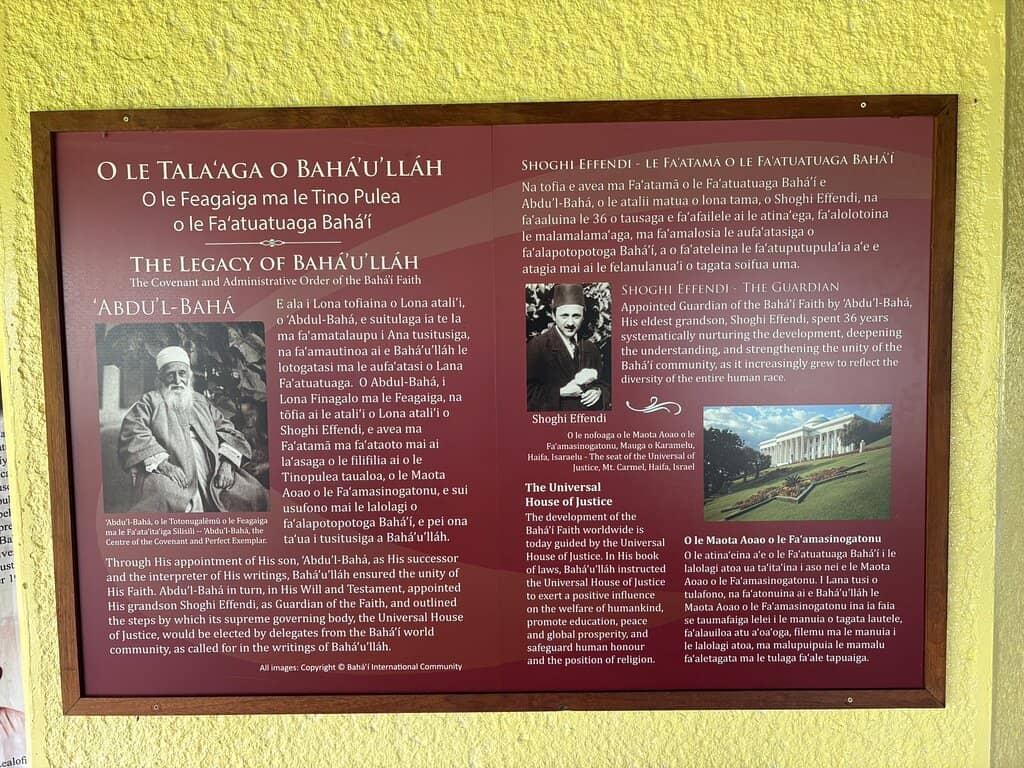 O LE TALAʻAGA O BAHÁ’U’LLÁH
O le Feagaiga ma le Tino Pulea
o le Faʻatuatuaga Bahá’í
THE LEGACY OF BAHÁ’U’LLÁH
The Covenant and Administrative Order of the Bahá’í Faith
‘ABDU’L-BAHÁ
E ala i Lona tofiaina o Lona atali‘i,
o ‘Abdul-Bahá, e suitulaga ia te Ia
ma fa‘amatalaupu i Ana tusitusiga,
na fa‘amautinoa ai e Bahá’u’lláh le
lotogatasi ma le aufa‘atasi o Lana
Fa‘atuatuaga. O Abdul-Bahá, i
Lona Finagalo ma le Feagaiga, na
tōfia ai le atali‘i o Lona atali‘i o
Shoghi Effendi, e avea ma
Fa‘atamā ma fa‘ataoto mai ai
la‘asaga o le filifilia ai o le
Tinopulea taualoa, o le Maota
Aoao o le Fa‘amasinogatonu, e sui
usufono mai le lalolagi o
fa‘alapotopotoga Bahá’í, e pei ona
ta‘ua i tusitusiga a Bahá’u’lláh.
‘Abdu’l-Bahá, o le Totonugalēmū o le Feagaiga
ma le Fa‘ata‘ita‘iga Silisili -- ‘Abdu’l-Bahá, the
Centre of the Covenant and Perfect Exemplar.
Through His appointment of His son, ‘Abdu’l-Bahá, as His successor
and the interpreter of His writings, Bahá’u’lláh ensured the unity of
His Faith. Abdu’l-Bahá in turn, in His Will and Testament, appointed
His grandson Shoghi Effendi, as Guardian of the Faith, and outlined
the steps by which its supreme governing body, the Universal House
of Justice, would be elected by delegates from the Bahá’í world
community, as called for in the writings of Bahá’u’lláh.
All images: Copyright © Bahá’í International Community
SHOGHI EFFENDI - LE FA‘ATAMĀ O LE FA‘ATUATUAGA BAHÁ’Í
Na tofia e avea ma Fa‘atamā o le Fa‘atuatuaga Bahá’í e
Abdu’l-Bahá, o le atalii matua o lona tama, o Shoghi Effendi, na
fa‘aaluina le 36 o tausaga e fa‘afailele ai le atina‘ega, fa‘alolotoina
le malamalama‘aga, ma fa‘amalosia le aufa‘atasiga o
fa‘alapotopotoga Bahá’í, a o fa‘ateleina le fa‘atuputupula‘ia a‘e e
atagia mai ai le felanulanua‘i o tagata soifua uma.
SHOGHI EFFENDI - THE GUARDIAN
Appointed Guardian of the Bahá’í Faith by ‘Abdu’l-Bahá,
His eldest grandson, Shoghi Effendi, spent 36 years
systematically nurturing the development, deepening
the understanding, and strengthening the unity of the
Bahá’í community, as it increasingly grew to reflect the
diversity of the entire human race.
Shoghi Effendi
O le nofoaga o le Maota Aoao o le
Fa‘amasinogatonu, Mauga o Karamelu,
Haifa, Isaraelu - The seat of the Universal of
Justice, Mt. Carmel, Haifa, Israel
The Universal
House of Justice
The development of the
Bahá’í Faith worldwide is
today guided by the Universal
House of Justice. In His book
of laws, Bahá’u’lláh instructed
the Universal House of Justice
to exert a positive influence
on the welfare of humankind,
promote education, peace
and global prosperity, and
safeguard human honour
and the position of religion.
O le Maota Aoao o le Fa‘amasinogatonu
O le atina‘eina a‘e o le Fa‘atuatuaga Bahá’í i le
lalolagi atoa ua ta‘ita‘ina i aso nei e le Maota
Aoao o le Fa‘amasinogatonu. I Lana tusi o
tulafono, na fa‘atonuina ai e Bahá’u’lláh le
Maota Aoao o le Fa‘amasinogatonu ina ia faia
se taumafaiga lelei i le manuia o tagata lautele,
fa‘alauiloa atu a‘oa‘oga, filemu ma le manuia i
le lalolagi atoa, ma malupuipuia le mamalu
fa‘aletagata ma le tulaga fa‘ale tapuaiga.